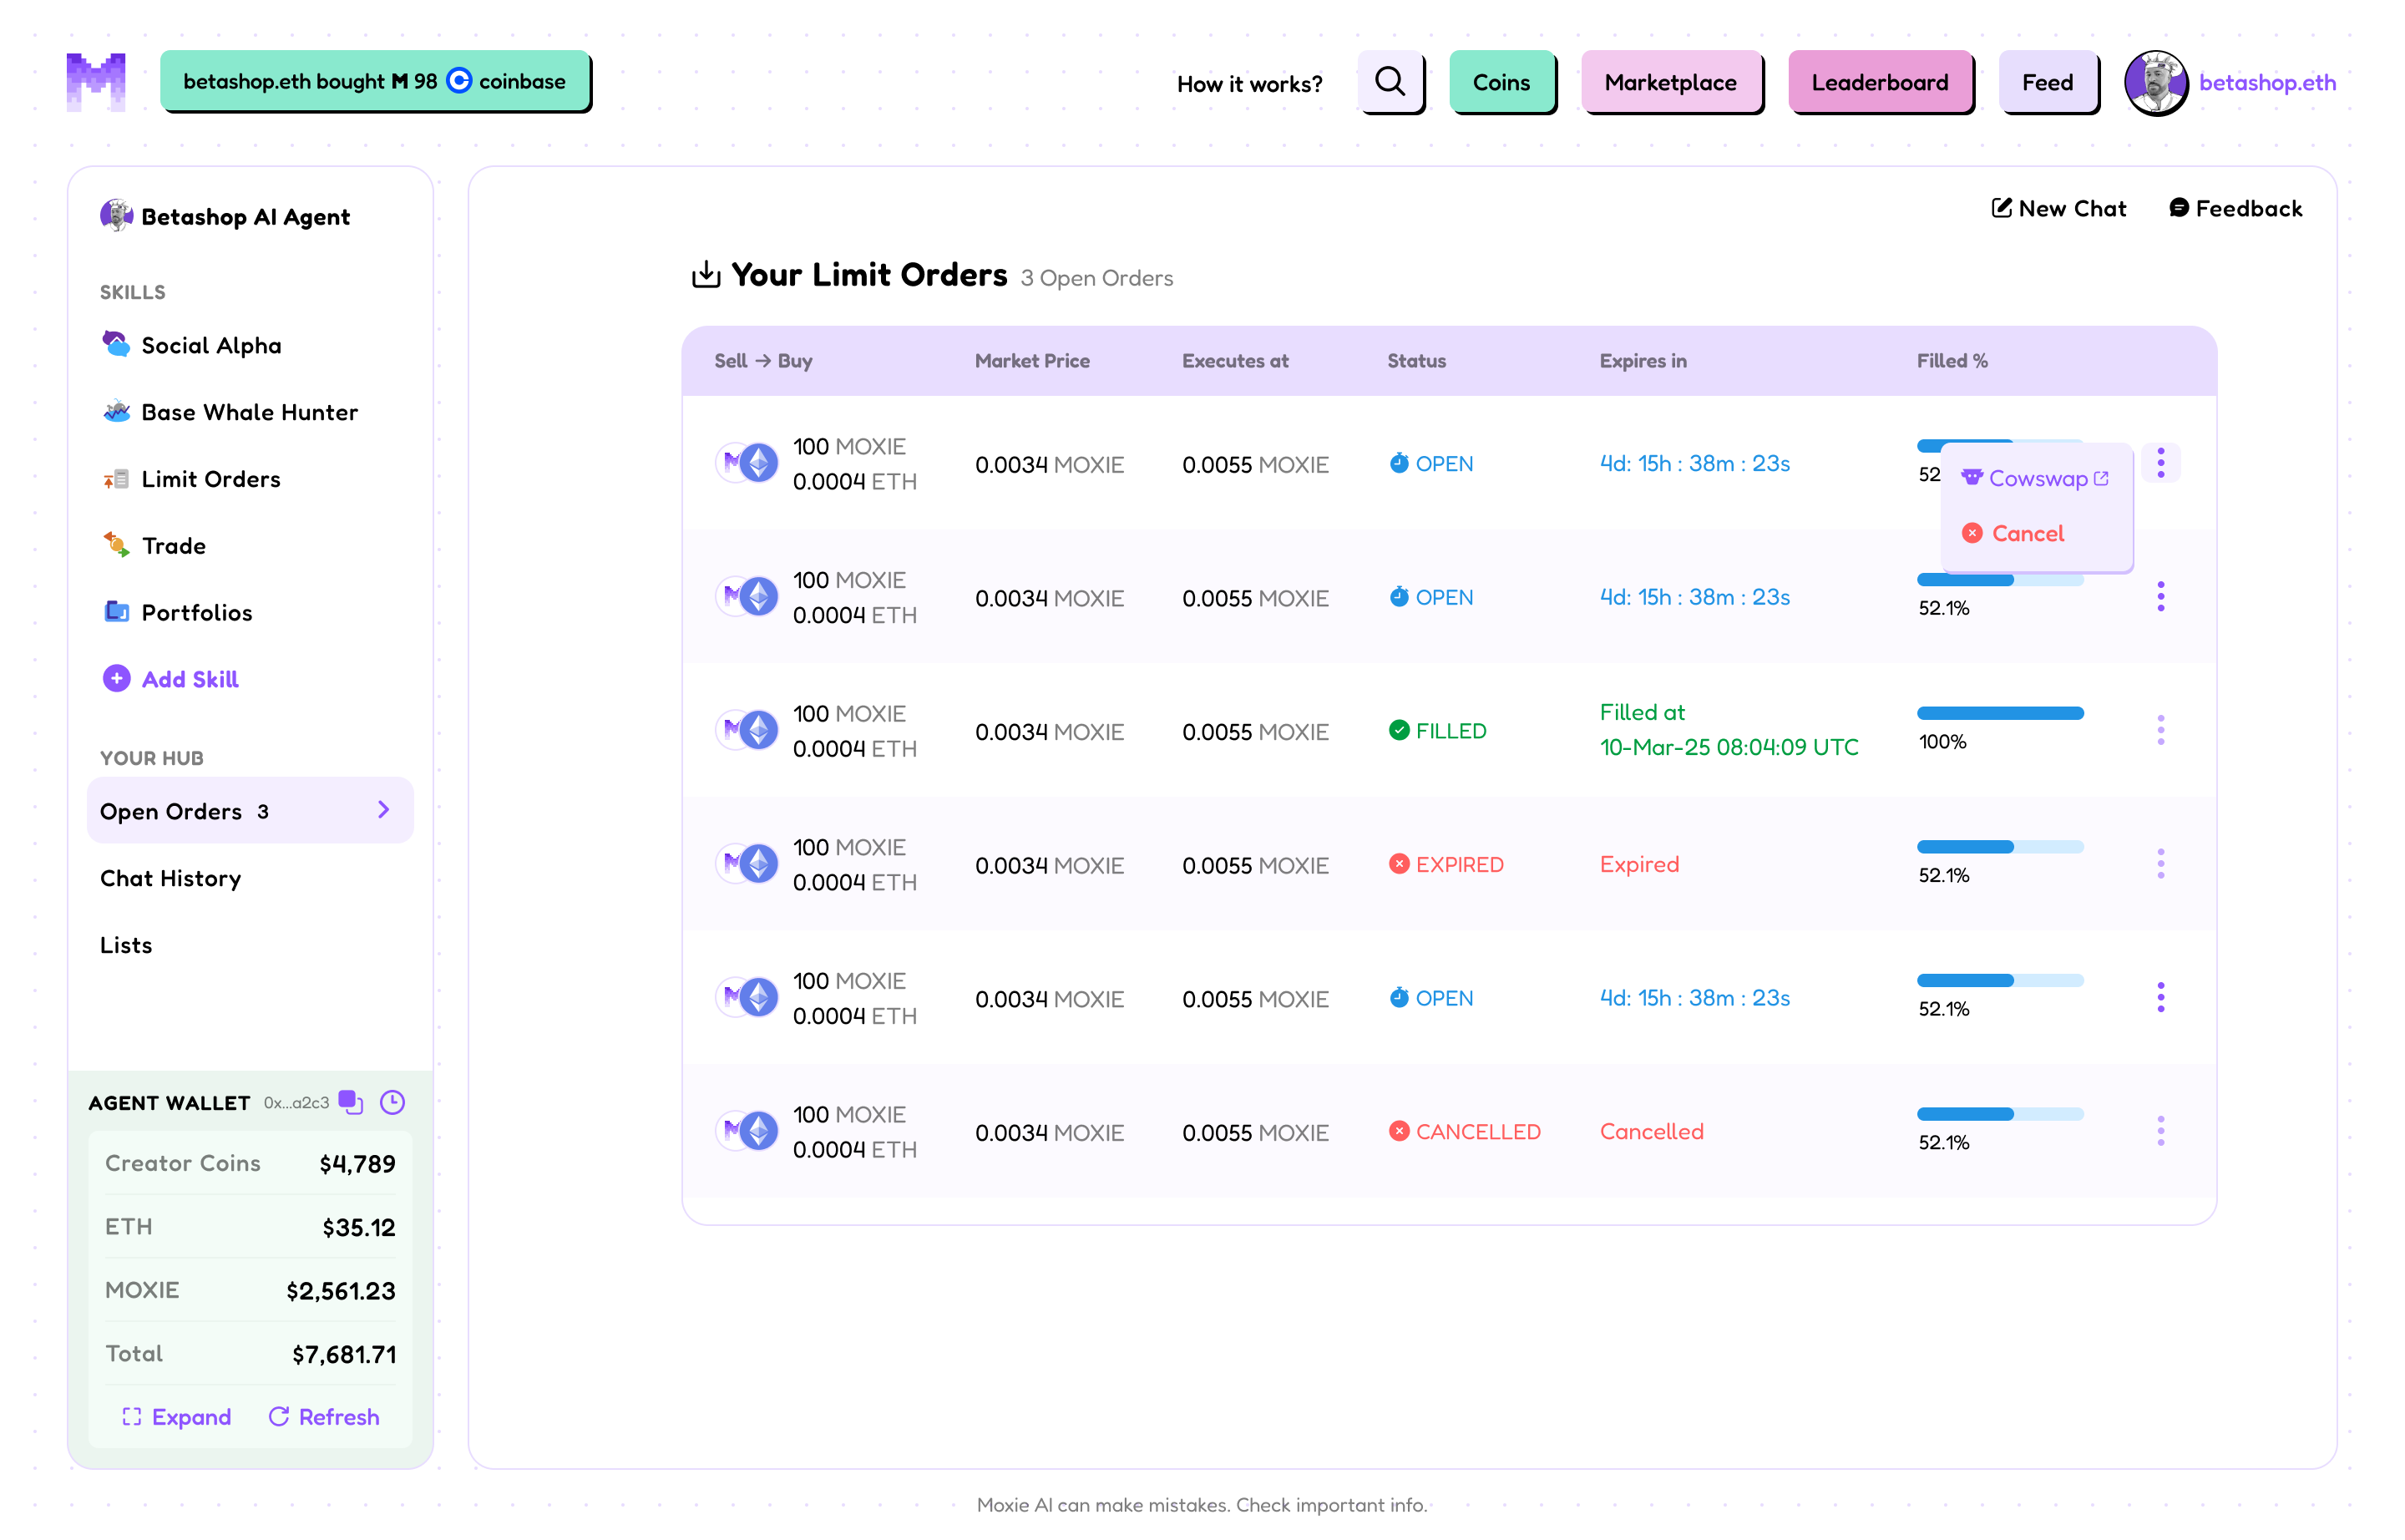 betashop.eth bought M 98 coinbase
How it works?
Coins
Marketplace
Leaderboard
Feed
betashop.eth
Betashop AI Agent
SKILLS
Social Alpha
Base Whale Hunter
Limit Orders
Trade
Portfolios
Add Skill
YOUR HUB
Open Orders 3
Chat History
Lists
AGENT WALLET 0x...a2c3
Creator Coins $4,789
ETH $35.12
MOXIE $2,561.23
Total $7,681.71
Expand Refresh
New Chat Feedback
Your Limit Orders 3 Open Orders
Sell → Buy Market Price Executes at Status Expires in Filled %
100 MOXIE
0.0004 ETH
0.0034 MOXIE
0.0055 MOXIE
OPEN
4d: 15h : 38m : 23s
52
Cowswap
Cancel
100 MOXIE
0.0004 ETH
0.0034 MOXIE
0.0055 MOXIE
OPEN
4d: 15h : 38m : 23s
52.1%
100 MOXIE
0.0004 ETH
0.0034 MOXIE
0.0055 MOXIE
FILLED
Filled at
10-Mar-25 08:04:09 UTC
100%
100 MOXIE
0.0004 ETH
0.0034 MOXIE
0.0055 MOXIE
EXPIRED
Expired
52.1%
100 MOXIE
0.0004 ETH
0.0034 MOXIE
0.0055 MOXIE
OPEN
4d: 15h : 38m : 23s
52.1%
100 MOXIE
0.0004 ETH
0.0034 MOXIE
0.0055 MOXIE
CANCELLED
Cancelled
52.1%
Moxie AI can make mistakes. Check important info.